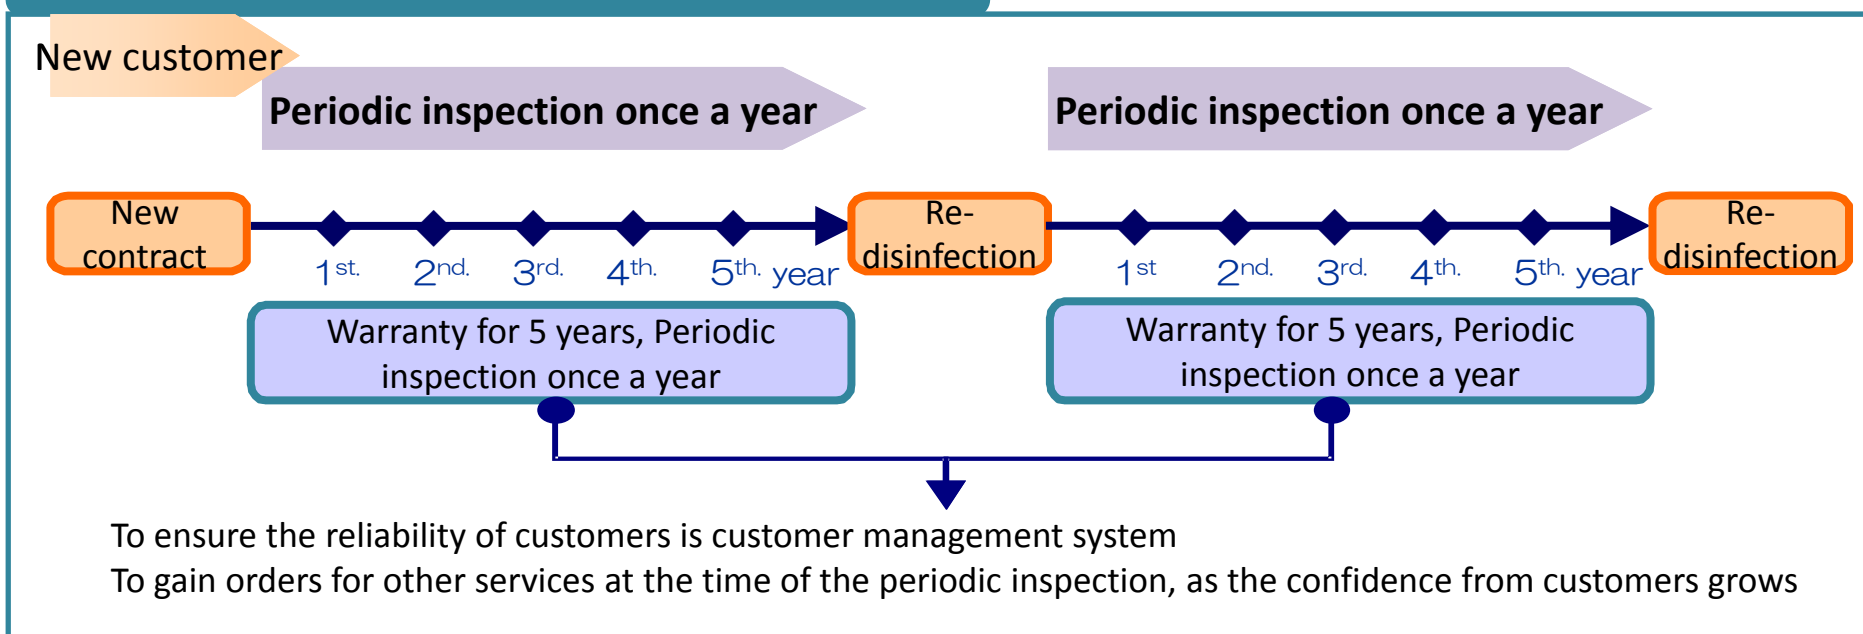 New customer
Periodic inspection once a year
Periodic inspection once a year
New
contract
Re-
disinfection
Re-
disinfection
1st. 2nd. 3rd. 4th. 5th. year
1st 2nd. 3rd. 4th. 5th. year
Warranty for 5 years, Periodic
inspection once a year
Warranty for 5 years, Periodic
inspection once a year
To ensure the reliability of customers is customer management system
To gain orders for other services at the time of the periodic inspection, as the confidence from customers grows